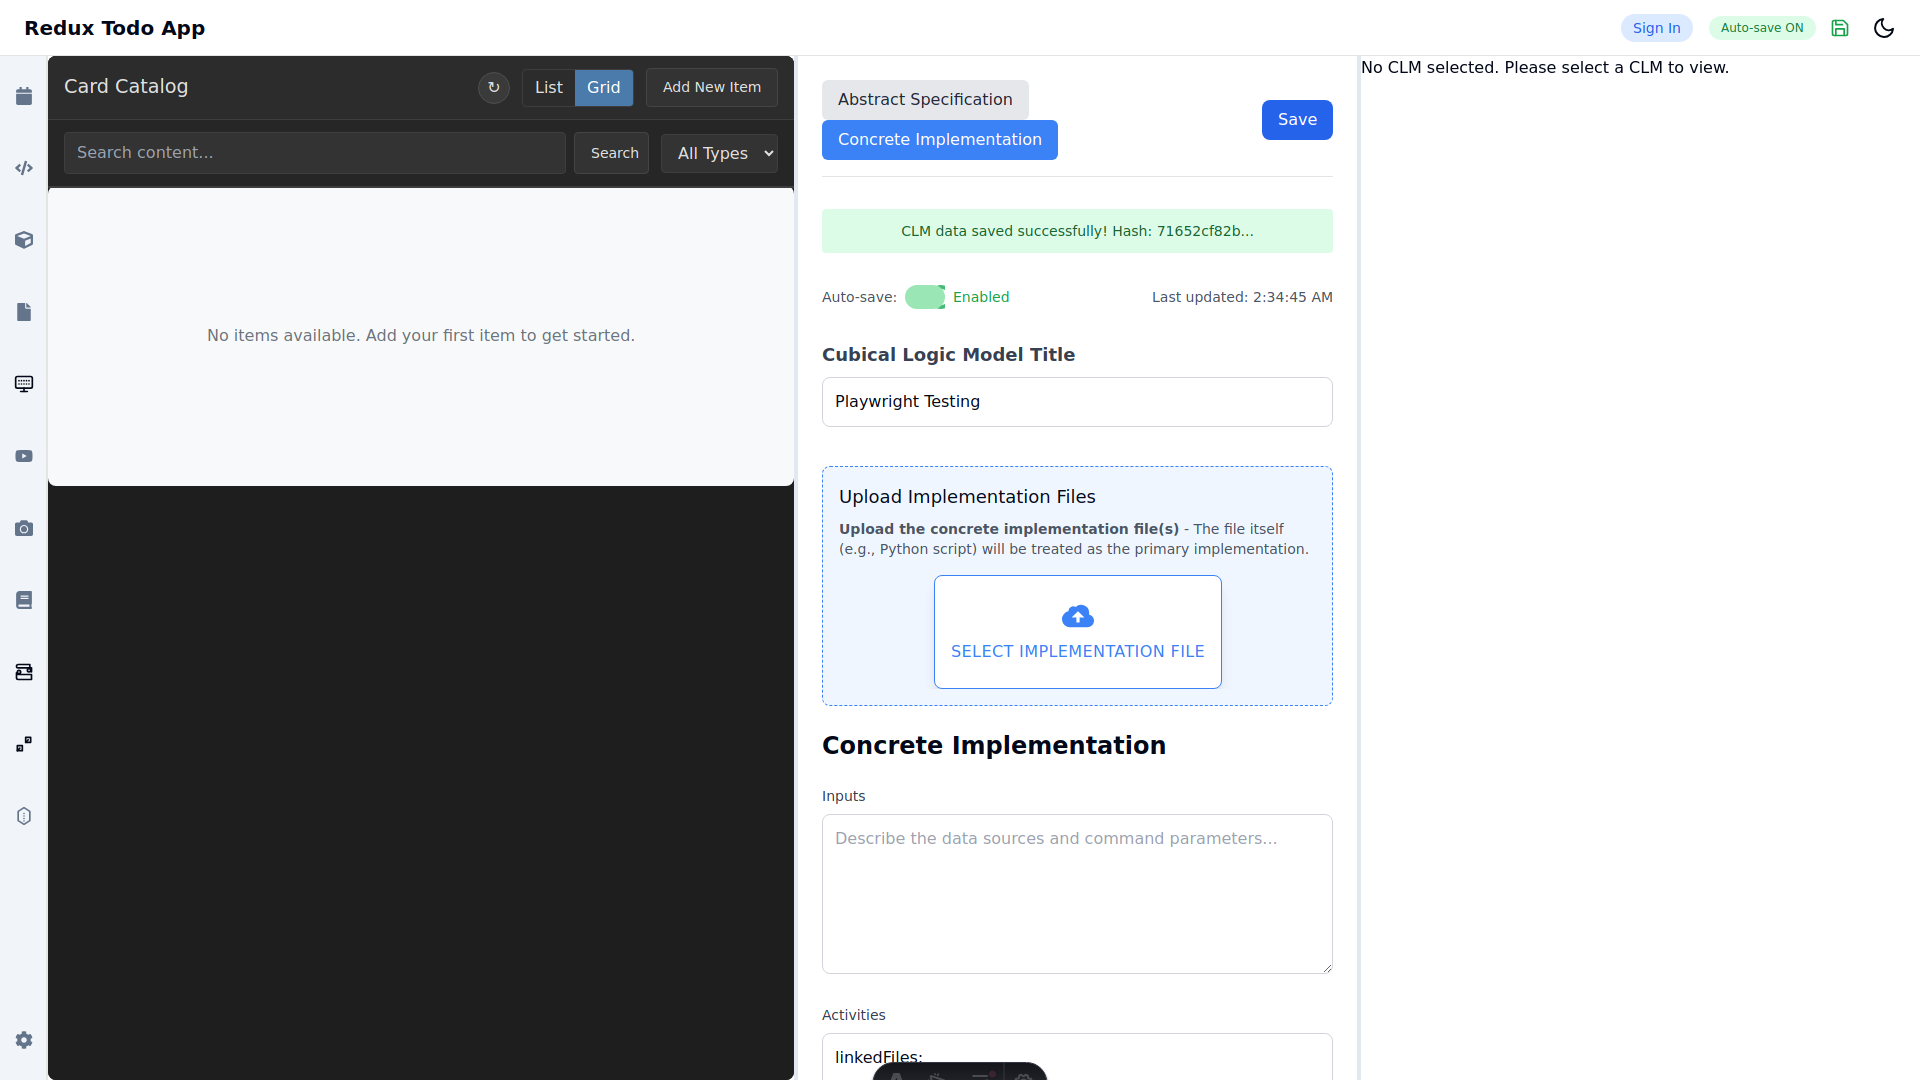 Redux Todo App
Sign In
Auto-save ON
Card Catalog
↻
List
Grid
Add New Item
Search content...
Search
All Types
No items available. Add your first item to get started.
Abstract Specification
Concrete Implementation
Save
CLM data saved successfully! Hash: 71652cf82b...
Auto-save:
Enabled
Last updated: 2:34:45 AM
Cubical Logic Model Title
Playwright Testing
Upload Implementation Files
Upload the concrete implementation file(s) - The file itself
(e.g., Python script) will be treated as the primary implementation.
SELECT IMPLEMENTATION FILE
Concrete Implementation
Inputs
Describe the data sources and command parameters...
Activities
linkedFiles:
No CLM selected. Please select a CLM to view.